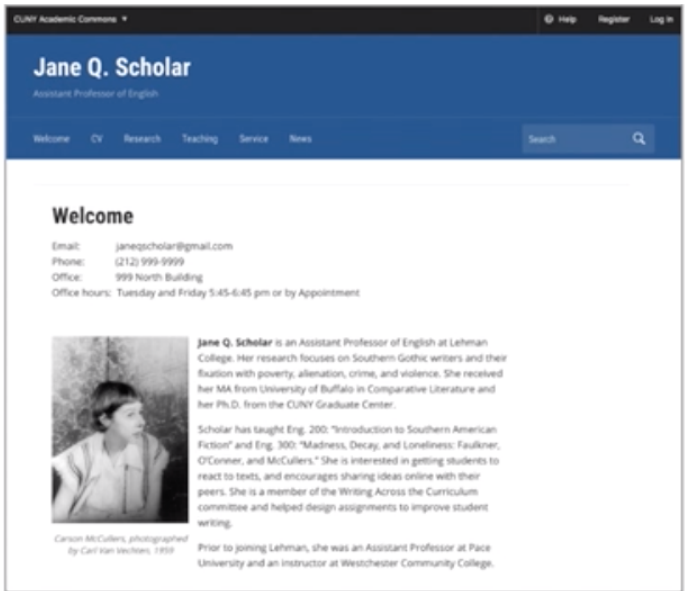 CUNY Academic Commons
Help Register Log in
Jane Q. Scholar
Assistant Professor of English
Welcome CV Research Teaching Service News
Search
Welcome
Email: janeqscholar@gmail.com
Phone: (212) 999-9999
Office: 999 North Building
Office hours: Tuesday and Friday 5:45-6:45 pm or by Appointment
Jane Q. Scholar is an Assistant Professor of English at Lehman
College. Her research focuses on Southern Gothic writers and their
fixation with poverty, alienation, crime, and violence. She received
her MA from University of Buffalo in Comparative Literature and
her Ph.D. from the CUNY Graduate Center.
Scholar has taught Eng. 200: "Introduction to Southern American
Fiction" and Eng. 300: "Madness, Decay, and Loneliness: Faulkner,
O'Conner, and McCullers." She is interested in getting students to
react to texts, and encourages sharing ideas online with their
peers. She is a member of the Writing Across the Curriculum
committee and helped design assignments to improve student
writing.
Prior to joining Lehman, she was an Assistant Professor at Pace
University and an instructor at Westchester Community College.
Carson McCullers, photographed
by Carl Van Vechten, 1959